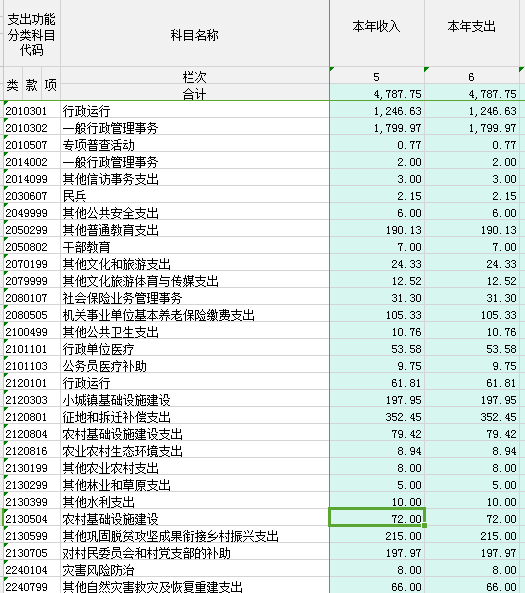 支出功能
分类科目
代码
科目名称
本年收入
本年支出
类 款 项
栏次
5
6
合计
4,787.75
4,787.75
2010301 行政运行 1,246.63 1,246.63
2010302 一般行政管理事务 1,799.97 1,799.97
2010507 专项普查活动 0.77 0.77
2014002 一般行政管理事务 2.00 2.00
2014099 其他信访事务支出 3.00 3.00
2030607 民兵 2.15 2.15
2049999 其他公共安全支出 6.00 6.00
2050299 其他普通教育支出 190.13 190.13
2050802 干部教育 7.00 7.00
2070199 其他文化和旅游支出 24.33 24.33
2079999 其他文化旅游体育与传媒支出 12.52 12.52
2080107 社会保险业务管理事务 31.30 31.30
2080505 机关事业单位基本养老保险缴费支出 105.33 105.33
2100499 其他公共卫生支出 10.76 10.76
2101101 行政单位医疗 53.58 53.58
2101103 公务员医疗补助 9.75 9.75
2120101 行政运行 61.81 61.81
2120303 小城镇基础设施建设 197.95 197.95
2120801 征地和拆迁补偿支出 352.45 352.45
2120804 农村基础设施建设支出 79.42 79.42
2120816 农业农村生态环境支出 8.94 8.94
2130199 其他农业农村支出 8.00 8.00
2130299 其他林业和草原支出 5.00 5.00
2130399 其他水利支出 10.00 10.00
2130504 农村基础设施建设 72.00 72.00
2130599 其他巩固脱贫攻坚成果衔接乡村振兴支出 215.00 215.00
2130705 对村民委员会和村党支部的补助 197.97 197.97
2240104 灾害风险防治 8.00 8.00
2240799 其他自然灾害救灾及恢复重建支出 66.00 66.00